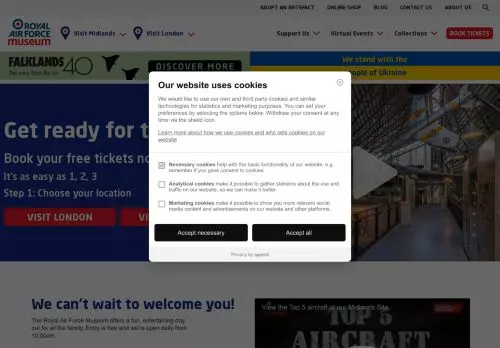 ADOPT AN ARTEFACT ONLINE SHOP BLOG CONTACT US ABOUT US
ROYAL
AIR FORCE
museum
Visit Midlands
Visit London
Support Us
Virtual Events
Collections
BOOK TICKETS
FALKLANDS 40
The war from the air
DISCOVER MORE
We stand with the
people of Ukraine
Get ready for t
Book your free tickets no
It's as easy as 1, 2, 3
Step 1: Choose your location
VISIT LONDON
Our website uses cookies
We would like to use our own and third party cookies and similar
technologies for statistics and marketing purposes. You can set your
preferences by selecting the options below. Withdraw your consent at
any time via the shield icon.
Learn more about how we use cookies and who sets cookies on our
website
Necessary cookies help with the basic functionality of our website, e.g.
remember if you gave consent to cookies.
Analytical cookies make it possible to gather statistics about the use and
traffic on our website, so we can make it better.
Marketing cookies make it possible to show you more relevant social
media content and advertisements on our website and other platforms.
Accept necessary
Accept all
Privacy by openli
We can't wait to welcome you!
The Royal Air Force Museum offers a fun, entertaining day
out for all the family. Entry is free and we're open daily from
10.00am.
View the Top 5 aircraft at our Midlands Site.
TOP 5
AIRCRAFT